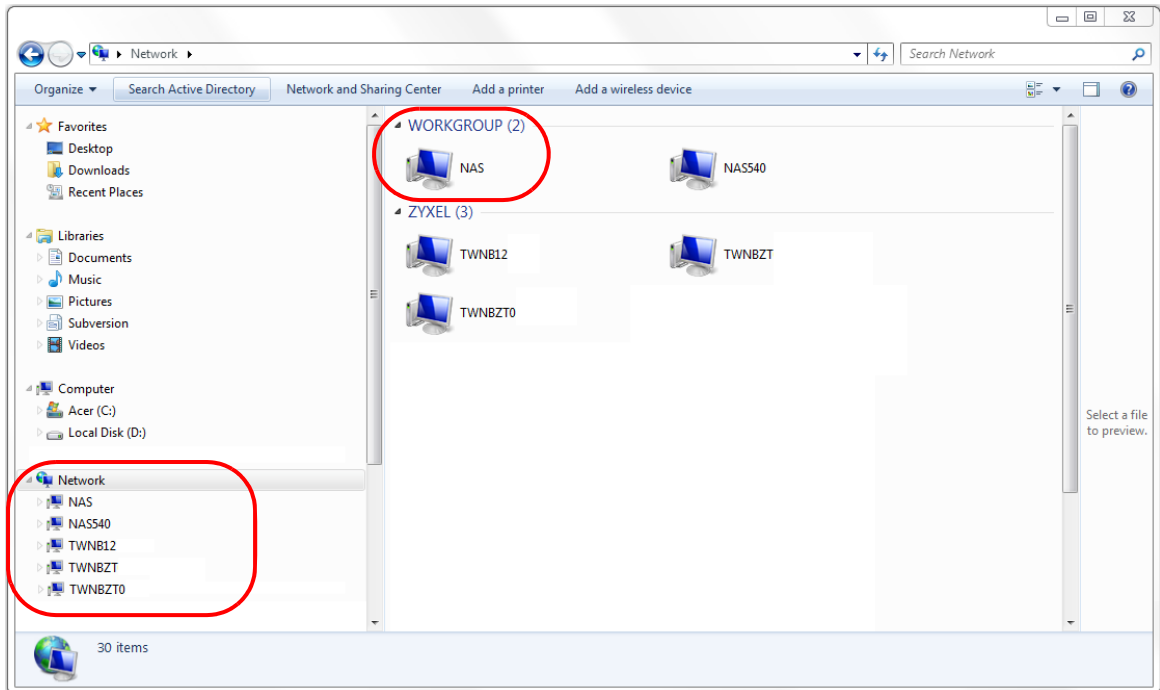 Network
Search Network
Organize Search Active Directory Network and Sharing Center Add a printer Add a wireless device
Favorites
Desktop
Downloads
Recent Places
Libraries
Documents
Music
Pictures
Subversion
Videos
Computer
Acer (C:)
Local Disk (D:)
Network
NAS
NAS540
TWNB12
TWNBZT
TWNBZT0
WORKGROUP (2)
NAS NAS540
ZYXEL (3)
TWNB12 TWNBZT
TWNBZT0
Select a file
to preview.
30 items